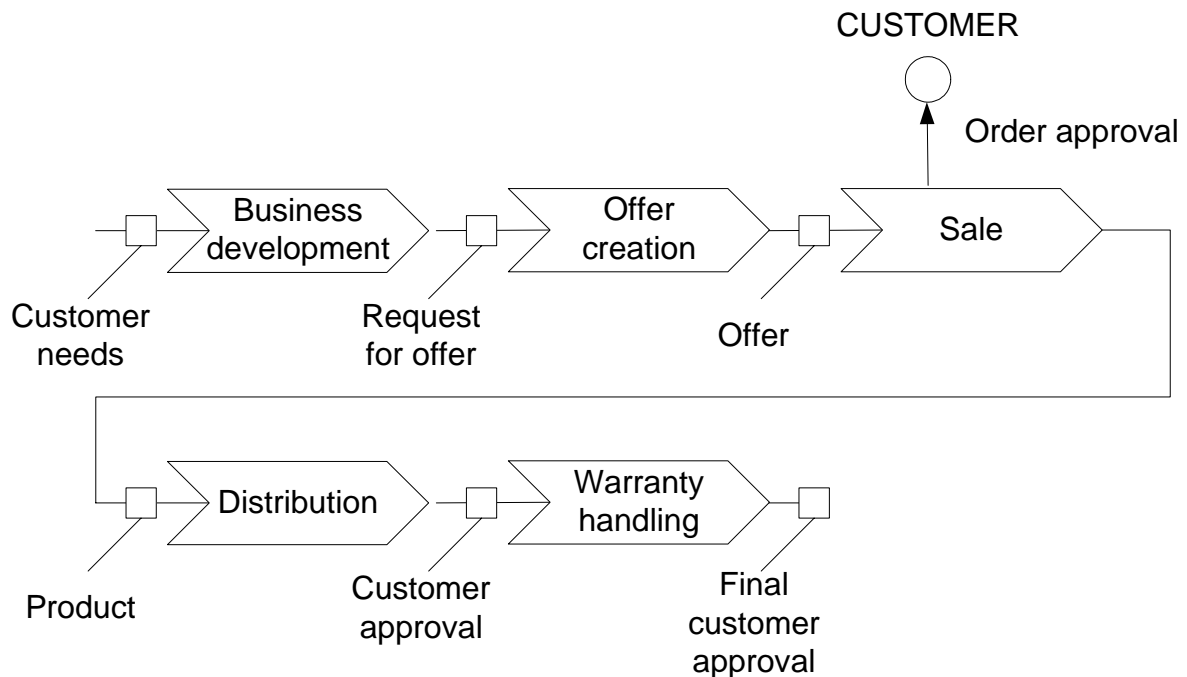 CUSTOMER
Order approval
Business
development
Offer
creation
Sale
Customer
needs
Request
for offer
Offer
Distribution
Warranty
handling
Product
Customer
approval
Final
customer
approval